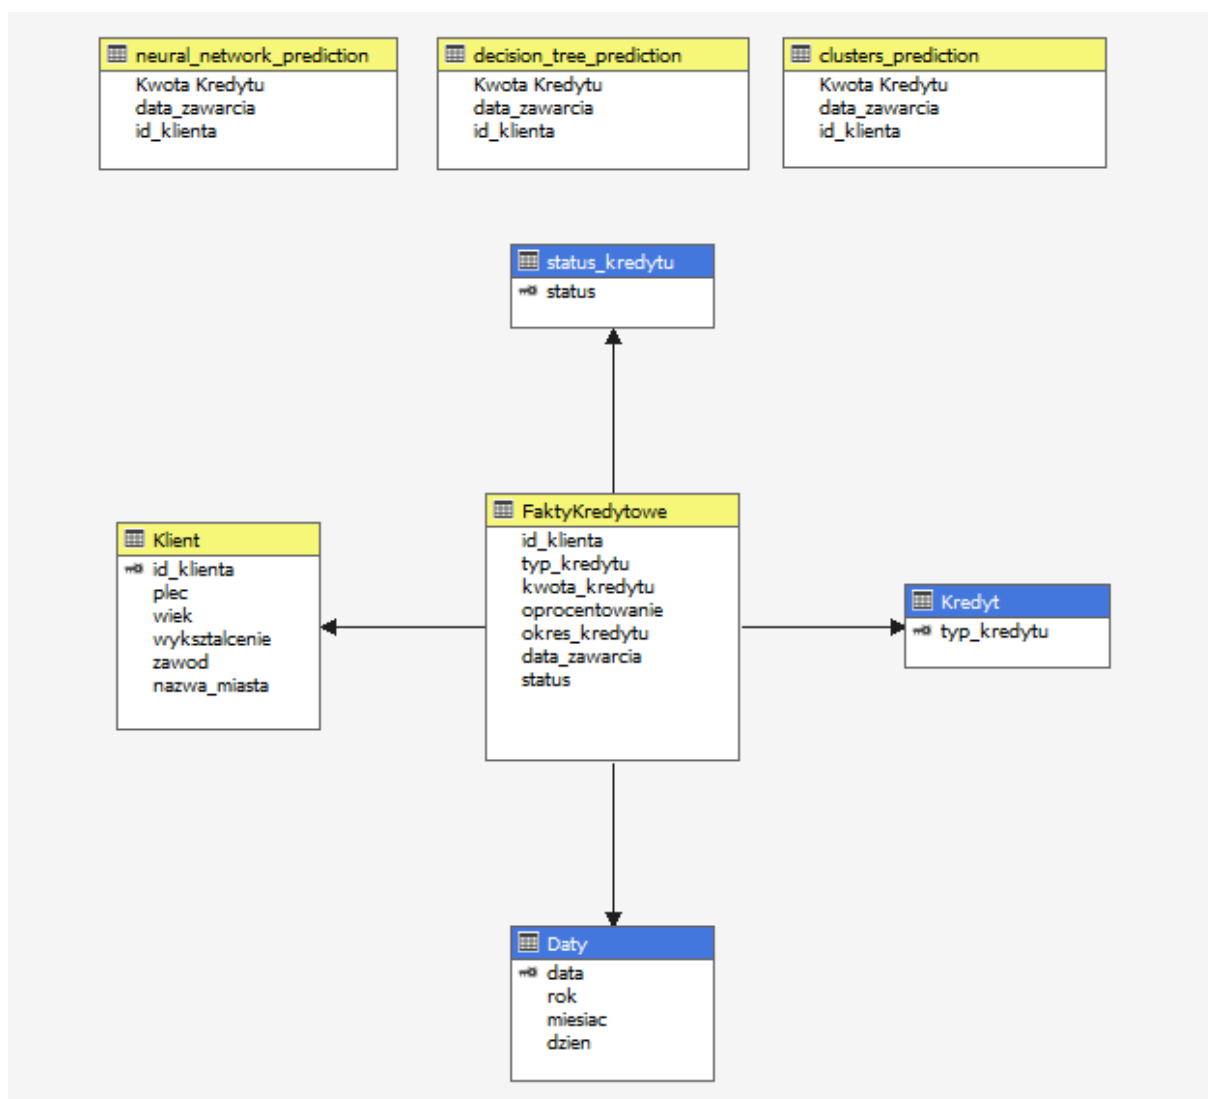 neural_network_prediction
Kwota Kredytu
data_zawarcia
id_klienta
decision_tree_prediction
Kwota Kredytu
data_zawarcia
id_klienta
clusters_prediction
Kwota Kredytu
data_zawarcia
id_klienta
status_kredytu
status
Klient
id_klienta
plec
wiek
wyksztalcenie
zawod
nazwa_miasta
FaktyKredytowe
id_klienta
typ_kredytu
kwota_kredytu
oprocentowanie
okres_kredytu
data_zawarcia
status
Kredyt
typ_kredytu
Daty
data
rok
miesiac
dzien